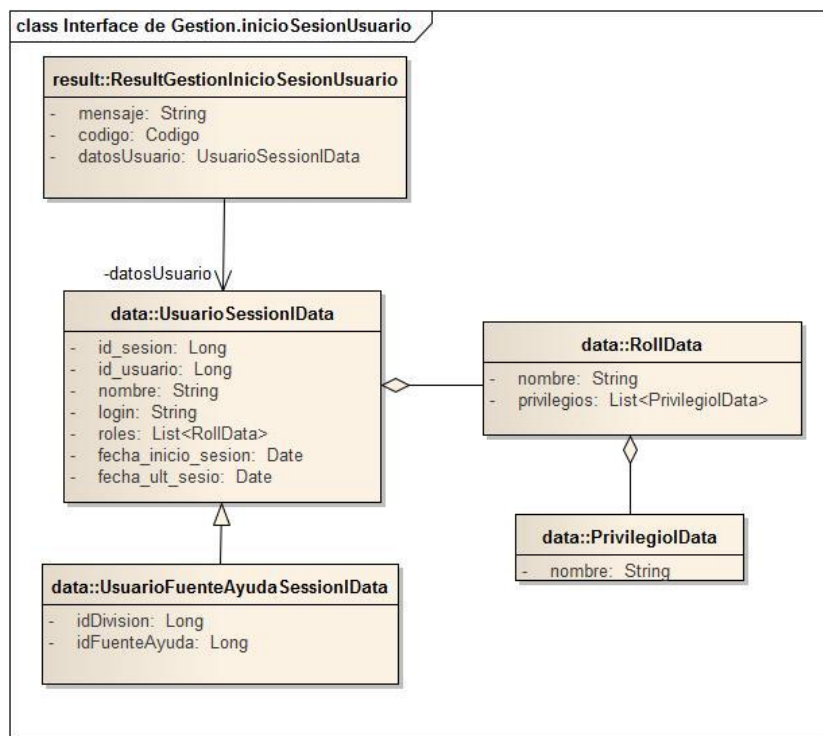 class Interface de Gestion.inicioSesionUsuario
result::ResultGestionInicioSesionUsuario
- mensaje: String
- codigo: Codigo
- datosUsuario: UsuarioSessionIData
-datosUsuario
data::UsuarioSessionIData
- id_sesion: Long
- id_usuario: Long
- nombre: String
- login: String
- roles: List<RolIData>
- fecha_inicio_sesion: Date
- fecha_ult_sesio: Date
data::RolIData
- nombre: String
- privilegios: List<PrivilegioIData>
data::PrivilegioIData
- nombre: String
data::UsuarioFuenteAyudaSessionIData
- idDivision: Long
- idFuenteAyuda: Long